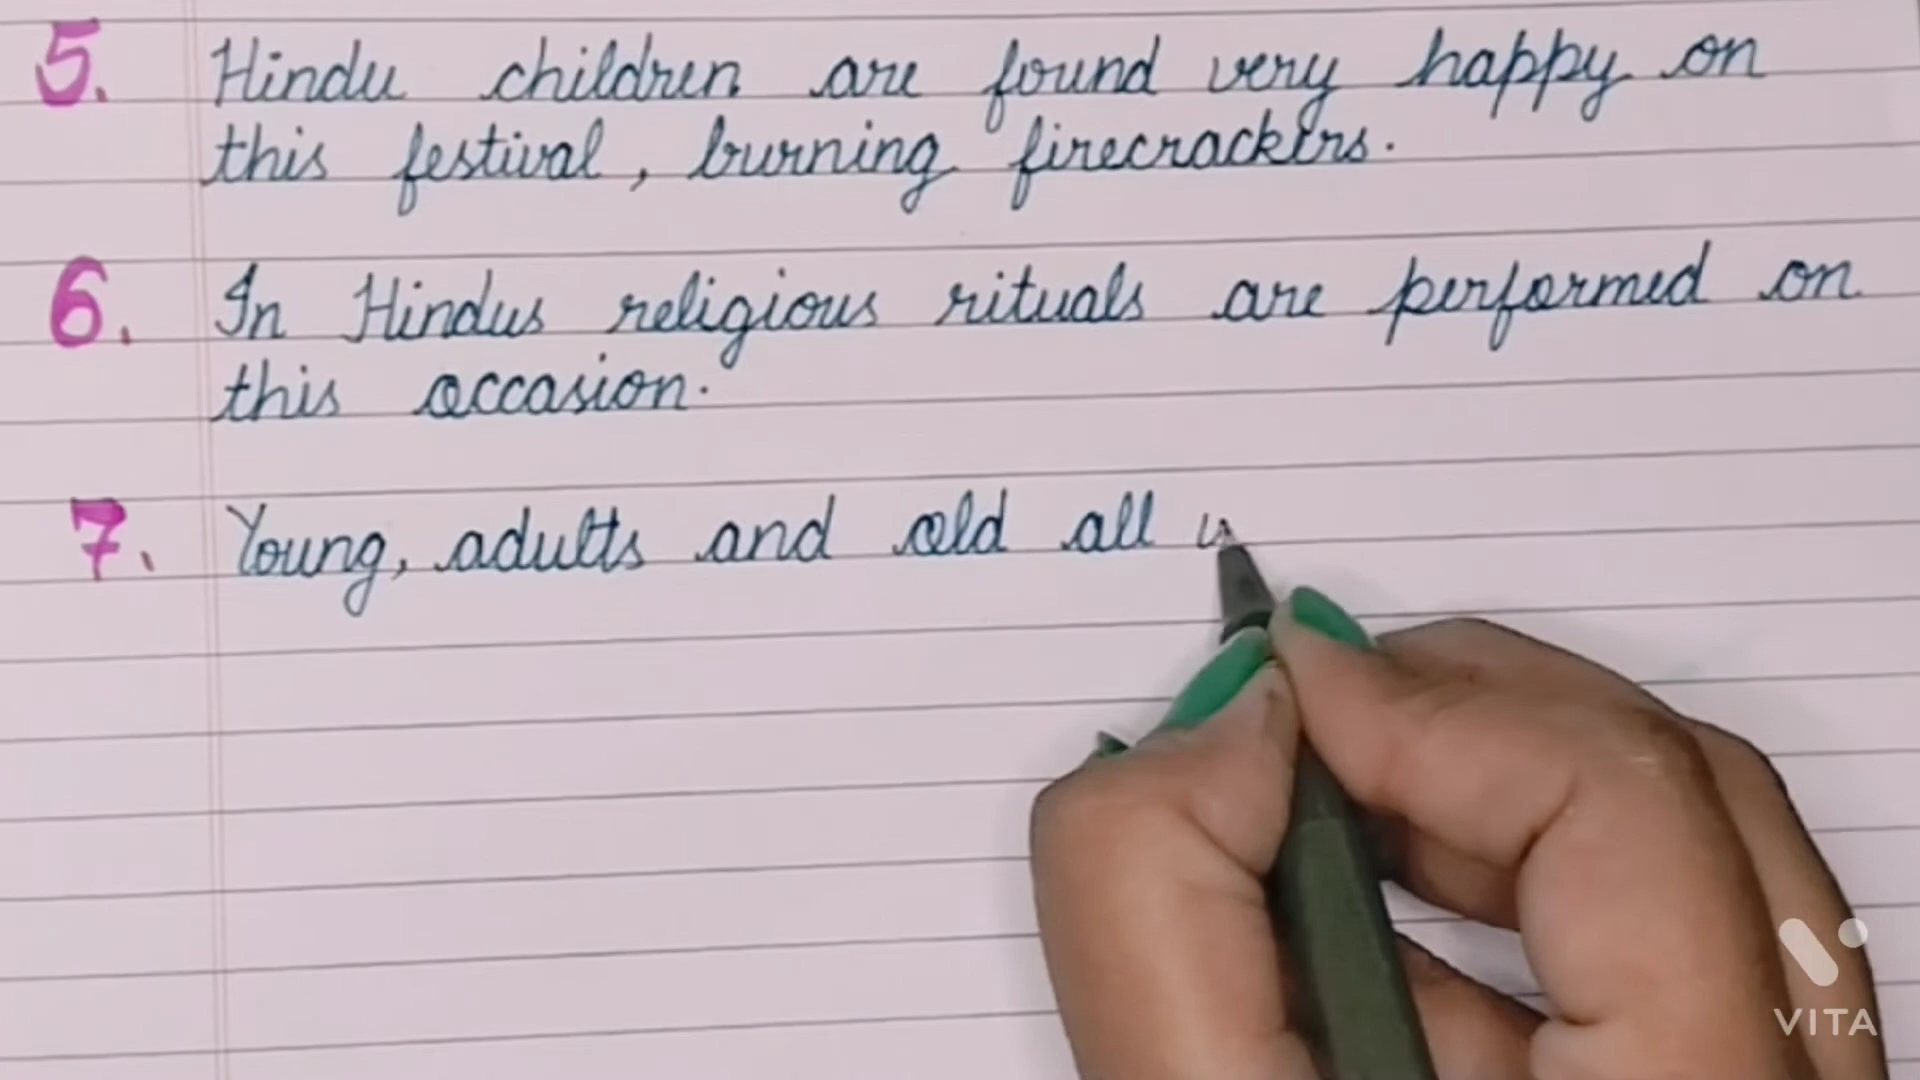 5. Hindu children are found very happy on
this festival, burning firecrackers.
6. In Hindus religious rituals are performed on
this occasion.
7. Young, adults and old all
VITA